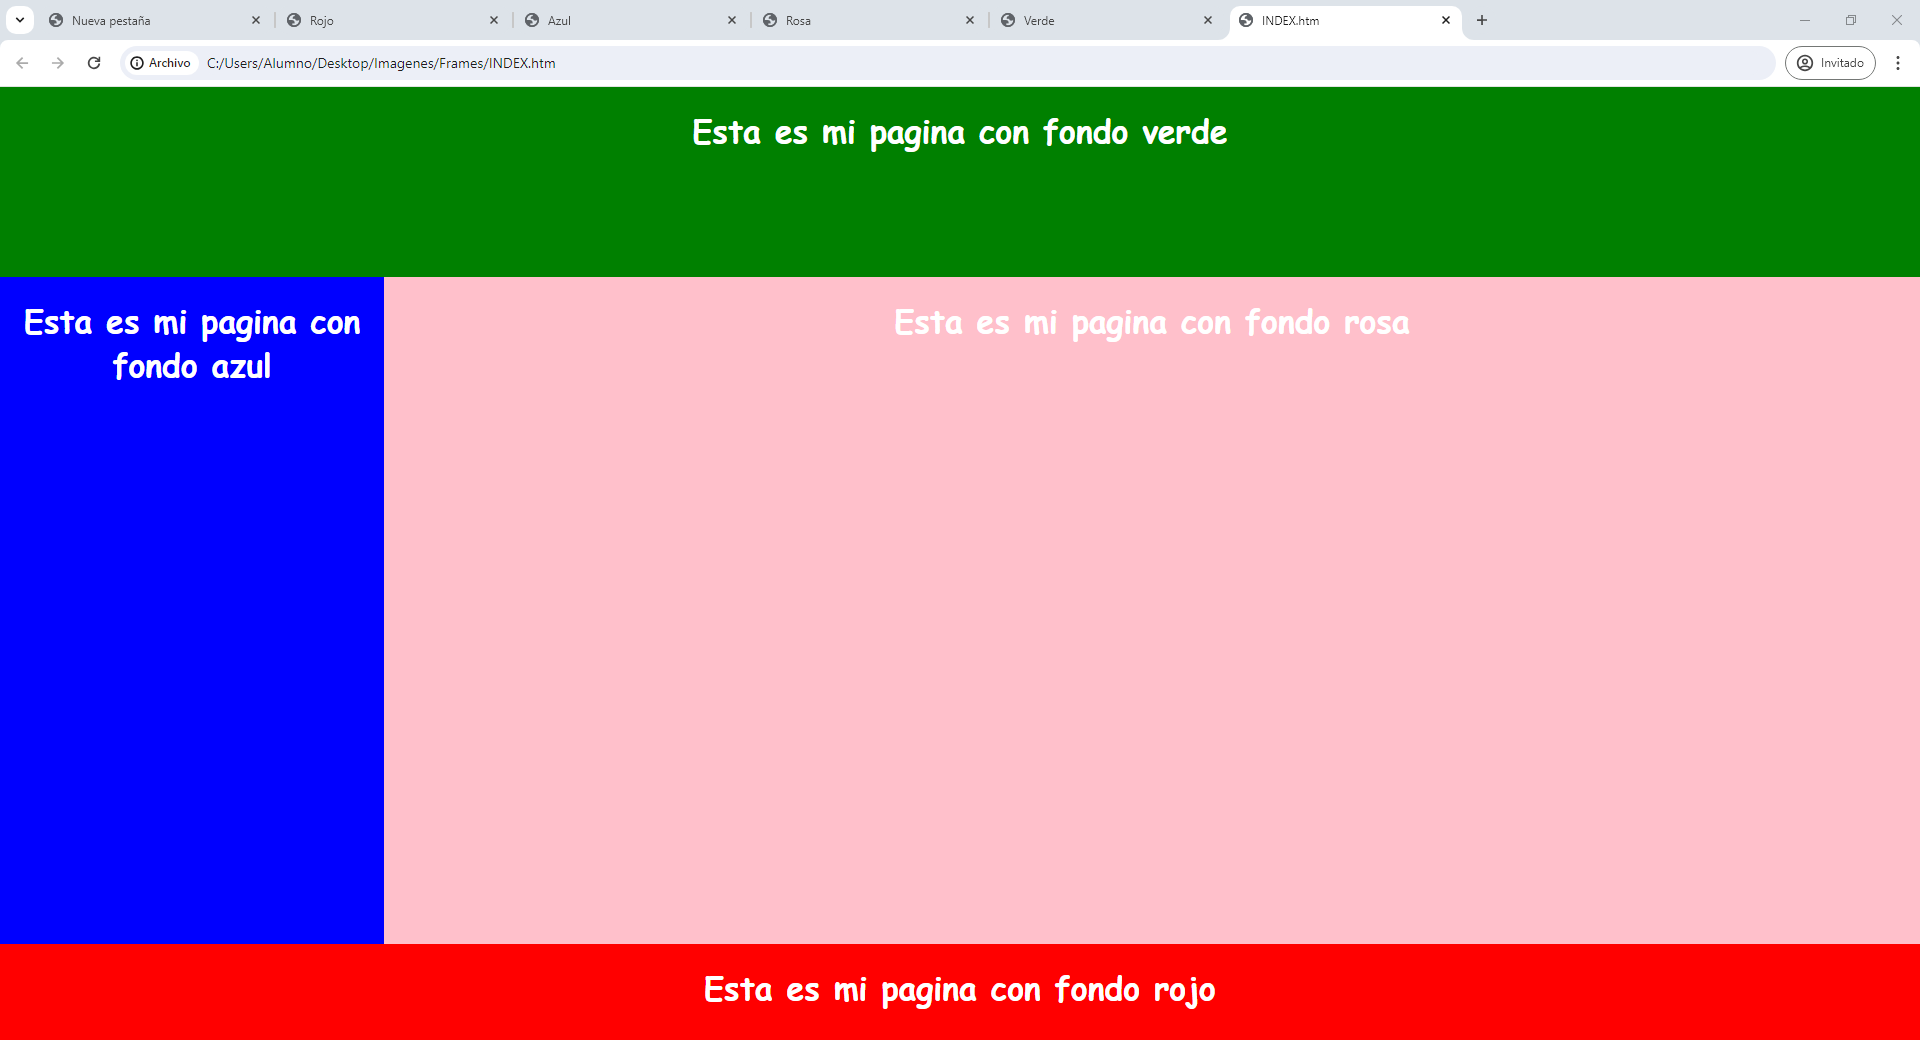 Nueva pestaña
Rojo
Azul
Rosa
Verde
INDEX.htm
Archivo
C:/Users/Alumno/Desktop/Imagenes/Frames/INDEX.htm
Invitado
Esta es mi pagina con fondo verde
Esta es mi pagina con
fondo azul
Esta es mi pagina con fondo rosa
Esta es mi pagina con fondo rojo